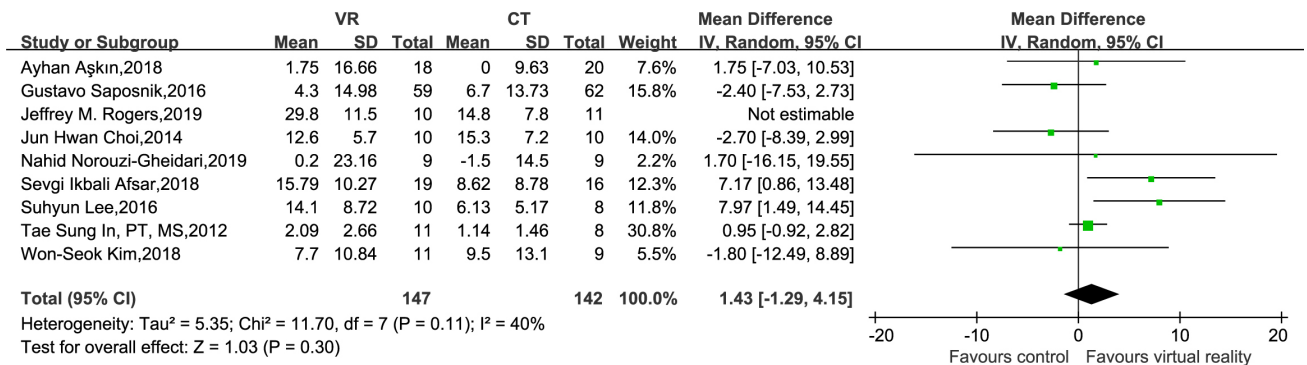 VR CT Mean Difference Mean Difference
Study or Subgroup Mean SD Total Mean SD Total Weight IV, Random, 95% CI IV, Random, 95% CI
Ayhan Aşkın,2018 1.75 16.66 18 0 9.63 20 7.6% 1.75 [-7.03, 10.53]
Gustavo Saposnik,2016 4.3 14.98 59 6.7 13.73 62 15.8% -2.40 [-7.53, 2.73]
Jeffrey M. Rogers,2019 29.8 11.5 10 14.8 7.8 11 Not estimable
Jun Hwan Choi,2014 12.6 5.7 10 15.3 7.2 10 14.0% -2.70 [-8.39, 2.99]
Nahid Norouzi-Gheidari,2019 0.2 23.16 9 -1.5 14.5 9 2.2% 1.70 [-16.15, 19.55]
Sevgi Ikbali Afsar,2018 15.79 10.27 19 8.62 8.78 16 12.3% 7.17 [0.86, 13.48]
Suhyun Lee,2016 14.1 8.72 10 6.13 5.17 8 11.8% 7.97 [1.49, 14.45]
Tae Sung In, PT, MS,2012 2.09 2.66 11 1.14 1.46 8 30.8% 0.95 [-0.92, 2.82]
Won-Seok Kim,2018 7.7 10.84 11 9.5 13.1 9 5.5% -1.80 [-12.49, 8.89]
Total (95% CI) 147 142 100.0% 1.43 [-1.29, 4.15]
Heterogeneity: Tau² = 5.35; Chi² = 11.70, df = 7 (P = 0.11); I² = 40%
Test for overall effect: Z = 1.03 (P = 0.30)
-20 -10 0 10 20
Favours control Favours virtual reality